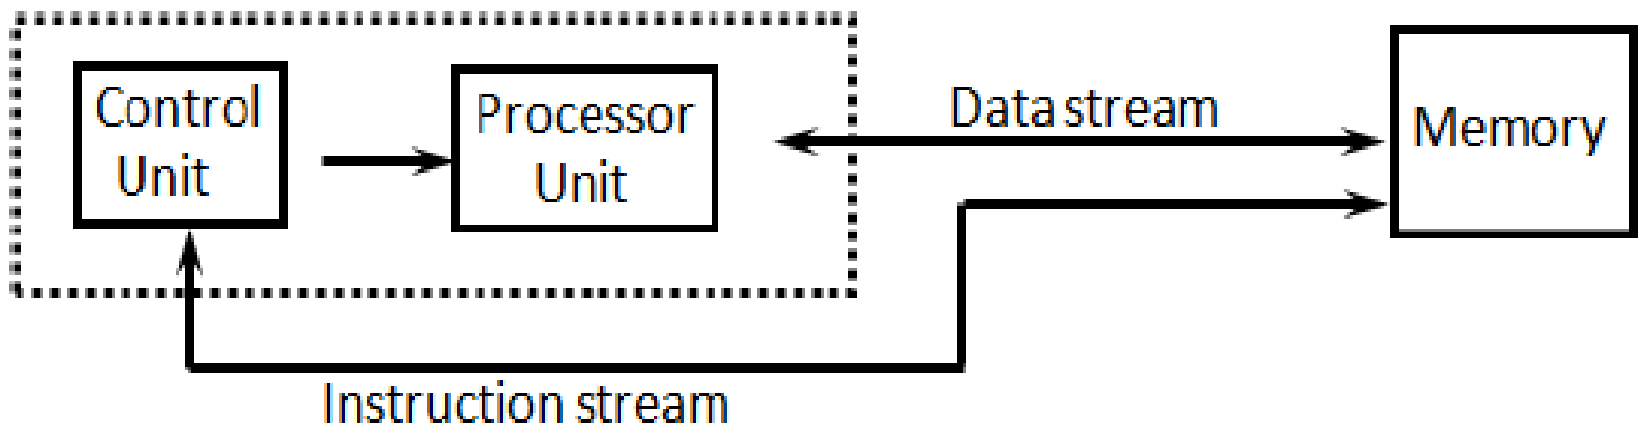 Control
Unit
Processor
Unit
Data stream
Memory
Instruction stream